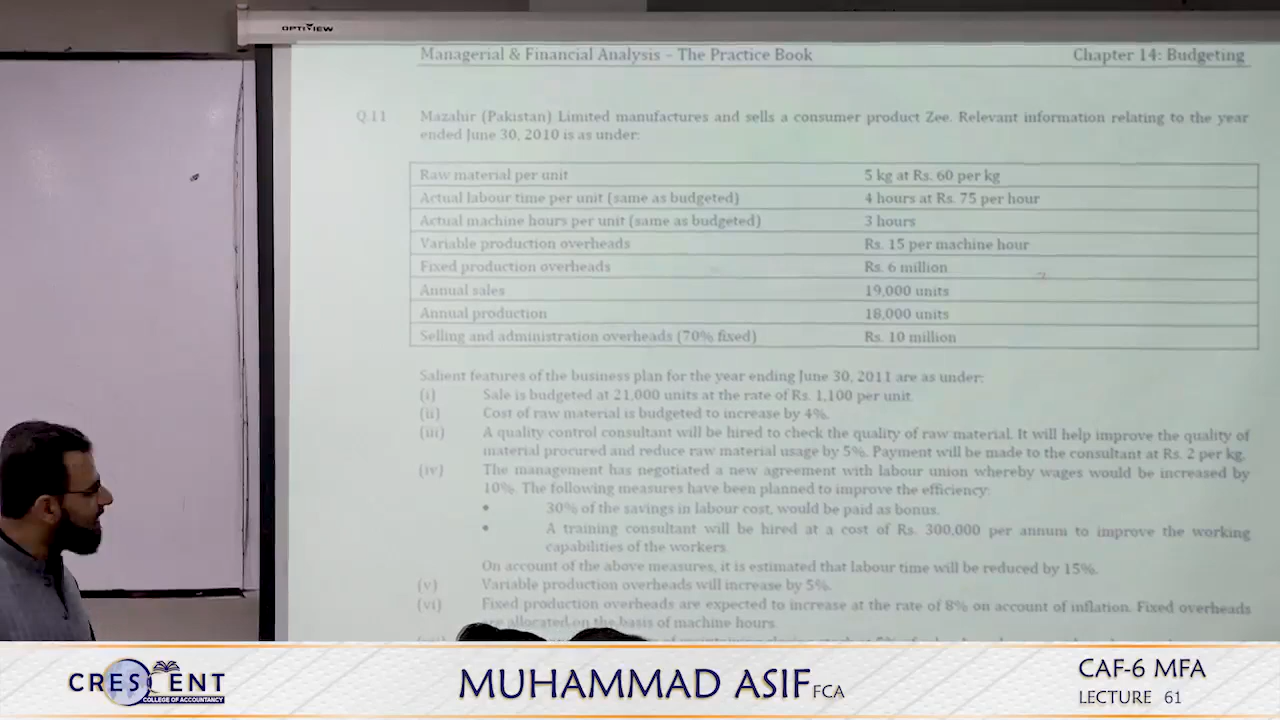 OPTIVIEW
Managerial & Financial Analysis – The Practice Book Chapter 14: Budgeting
Q.11 Mazahir (Pakistan) Limited manufactures and sells a consumer product Zee. Relevant information relating to the year
ended June 30, 2010 is as under:
Raw material per unit 5 kg at Rs. 60 per kg
Actual labour time per unit (same as budgeted) 4 hours at Rs. 75 per hour
Actual machine hours per unit (same as budgeted) 3 hours
Variable production overheads Rs. 15 per machine hour
Fixed production overheads Rs. 6 million
Annual sales 19,000 units
Annual production 18,000 units
Selling and administration overheads (70% fixed) Rs. 10 million
Salient features of the business plan for the year ending June 30, 2011 are as under:
(i) Sale is budgeted at 21,000 units at the rate of Rs. 1,100 per unit.
(ii) Cost of raw material is budgeted to increase by 4%.
(iii) A quality control consultant will be hired to check the quality of raw material. It will help improve the quality of
material procured and reduce raw material usage by 5%. Payment will be made to the consultant at Rs. 2 per kg.
(iv) The management has negotiated a new agreement with labour union whereby wages would be increased by
10%. The following measures have been planned to improve the efficiency:
• 30% of the savings in labour cost, would be paid as bonus.
• A training consultant will be hired at a cost of Rs. 300,000 per annum to improve the working
capabilities of the workers.
On account of the above measures, it is estimated that labour time will be reduced by 15%.
(v) Variable production overheads will increase by 5%.
(vi) Fixed production overheads are expected to increase at the rate of 8% on account of inflation. Fixed overheads
are allocated on the basis of machine hours.
CRESCENT
COLLEGE OF ACCOUNTANCY
MUHAMMAD ASIF FCA
CAF-6 MFA
LECTURE 61